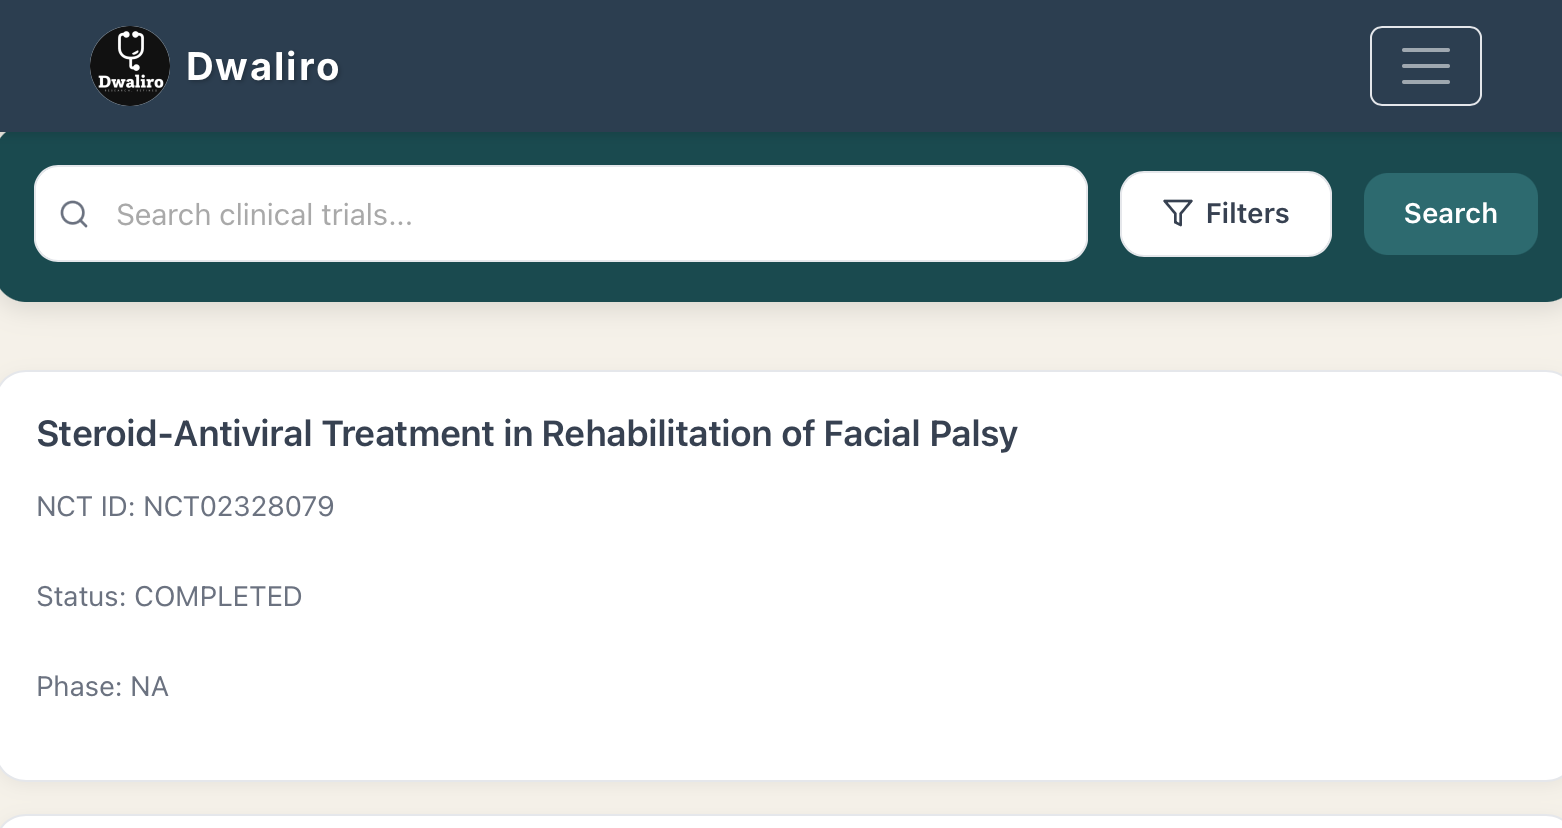 Dwaliro
Dwaliro
Search clinical trials...
Filters
Search
Steroid-Antiviral Treatment in Rehabilitation of Facial Palsy
NCT ID: NCT02328079
Status: COMPLETED
Phase: NA